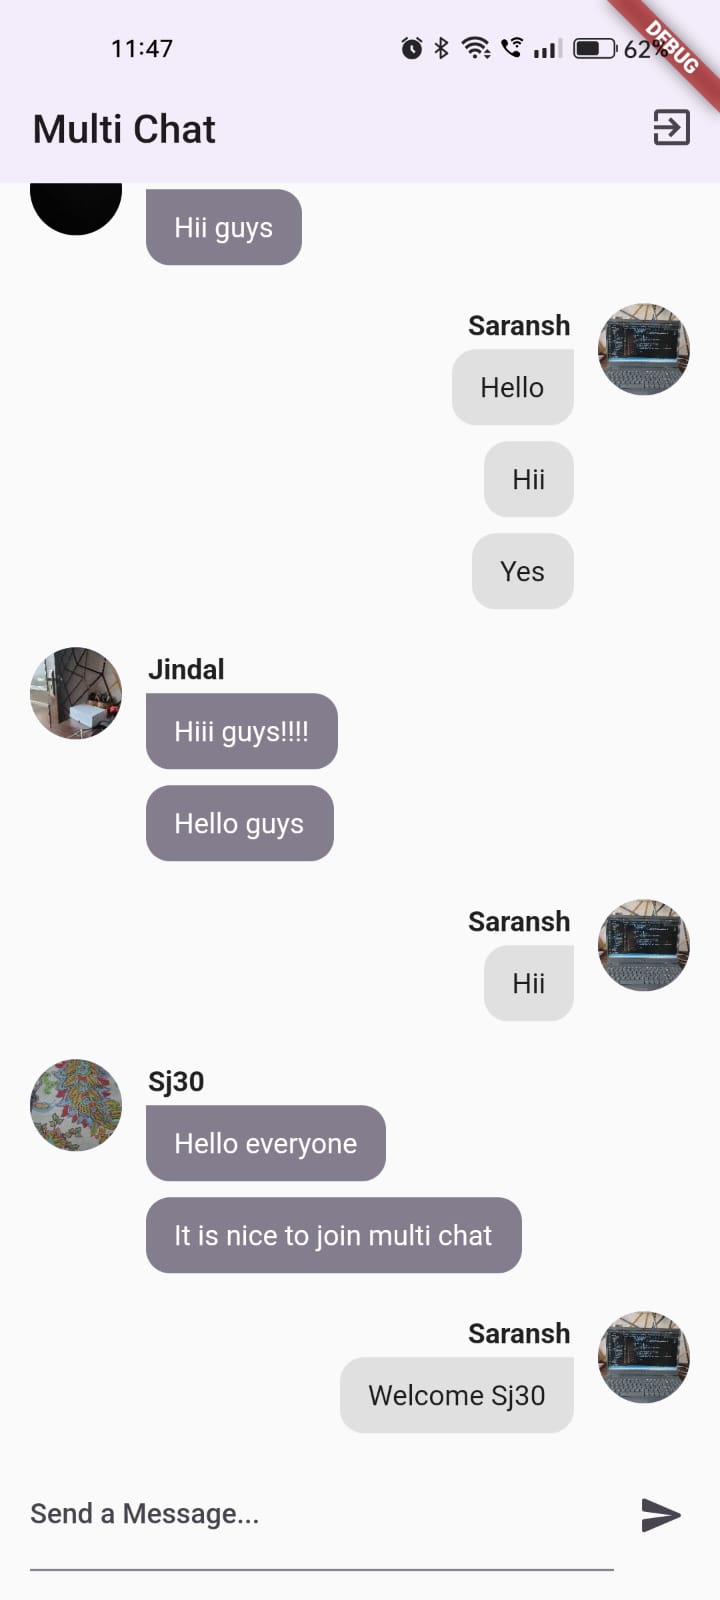 11:47
62%
DEBUG
Multi Chat
Hii guys
Saransh
Hello
Hii
Yes
Jindal
Hiii guys!!!!
Hello guys
Saransh
Hii
Sj30
Hello everyone
It is nice to join multi chat
Saransh
Welcome Sj30
Send a Message...